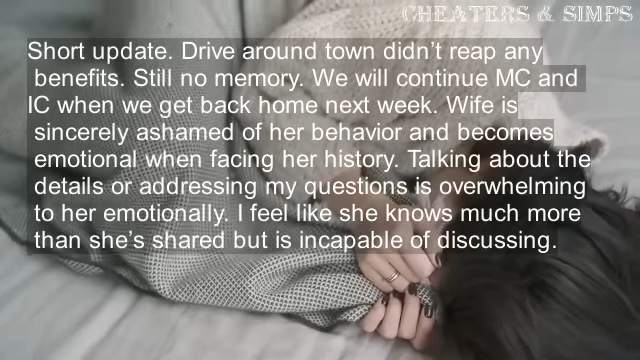 CHEATERS & SIMPS
Short update. Drive around town didn’t reap any
benefits. Still no memory. We will continue MC and
IC when we get back home next week. Wife is
sincerely ashamed of her behavior and becomes
emotional when facing her history. Talking about the
details or addressing my questions is overwhelming
to her emotionally. I feel like she knows much more
than she’s shared but is incapable of discussing.